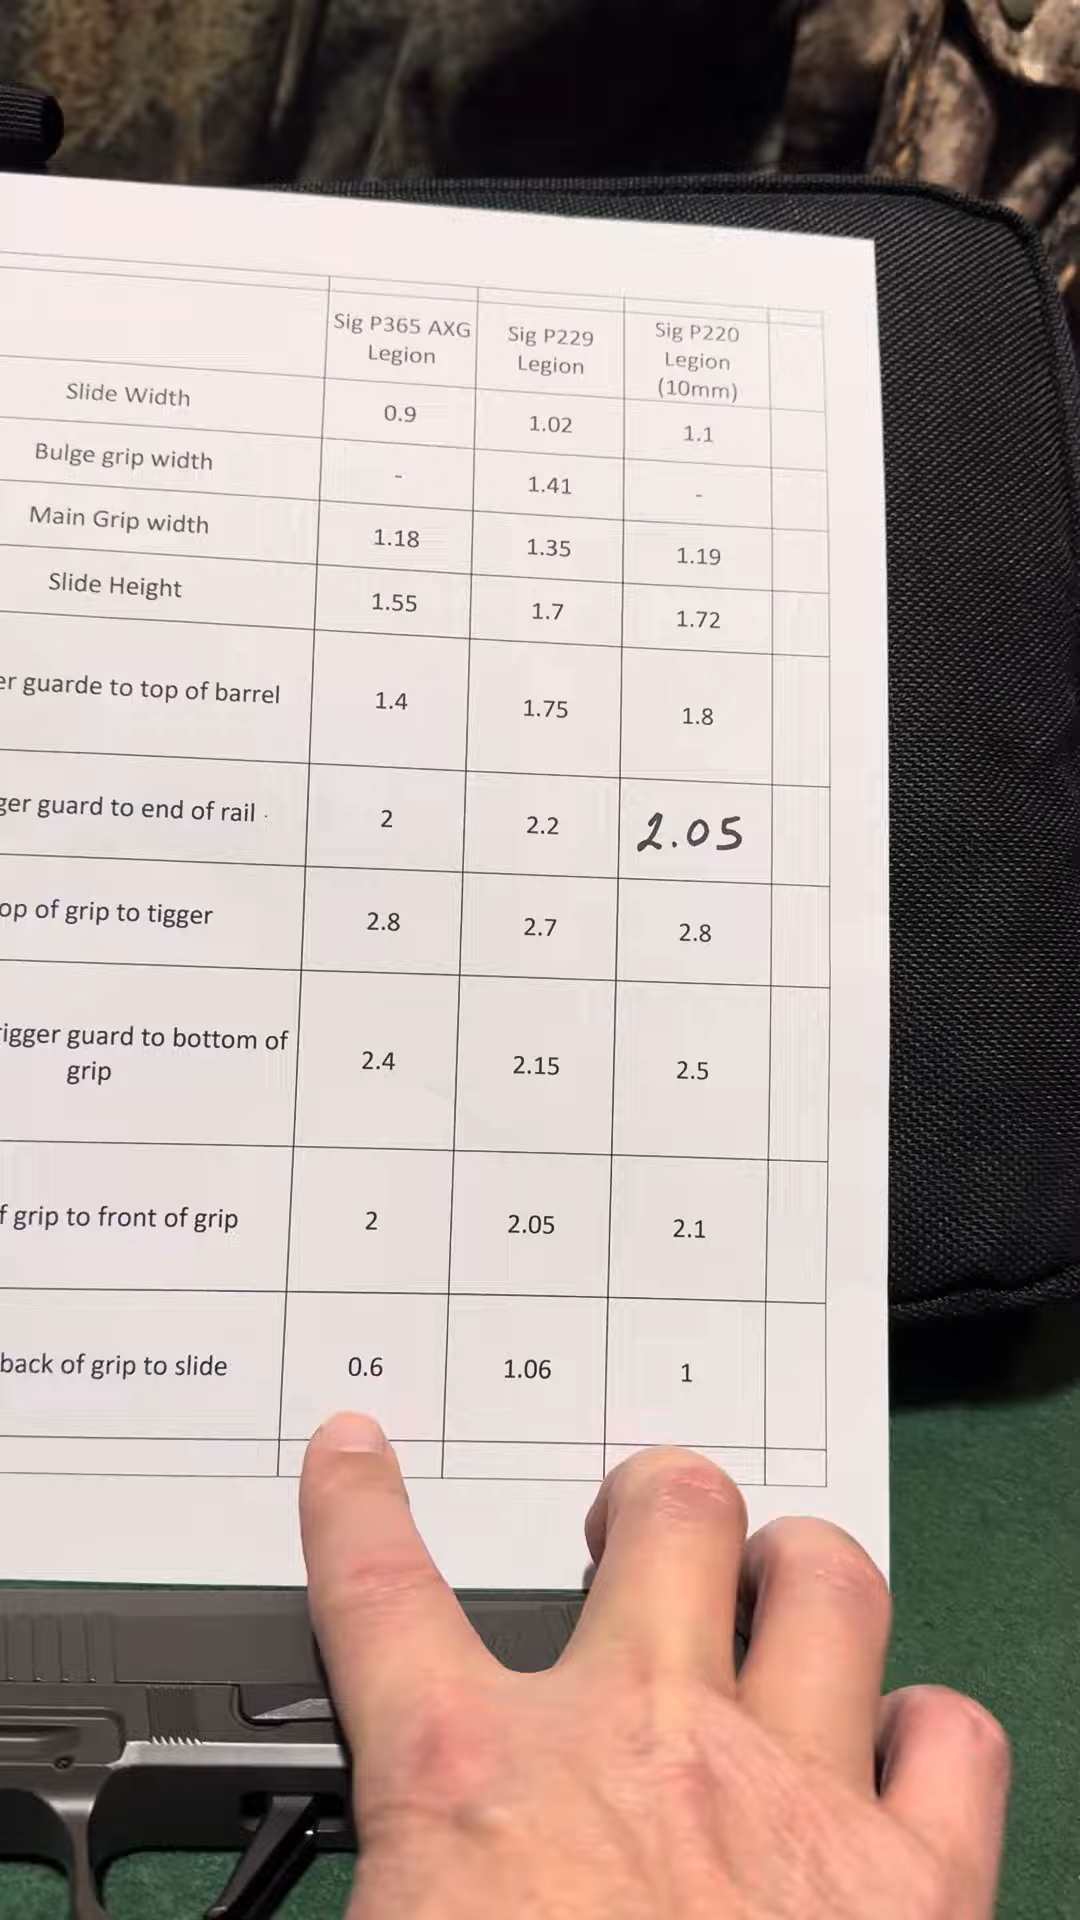 Sig P365 AXG Legion Sig P229 Legion Sig P220 Legion (10mm)
Slide Width 0.9 1.02 1.1
Bulge grip width - 1.41 -
Main Grip width 1.18 1.35 1.19
Slide Height 1.55 1.7 1.72
guarde to top of barrel 1.4 1.75 1.8
guard to end of rail 2 2.2 2.05
of grip to tigger 2.8 2.7 2.8
guard to bottom of grip 2.4 2.15 2.5
grip to front of grip 2 2.05 2.1
back of grip to slide 0.6 1.06 1